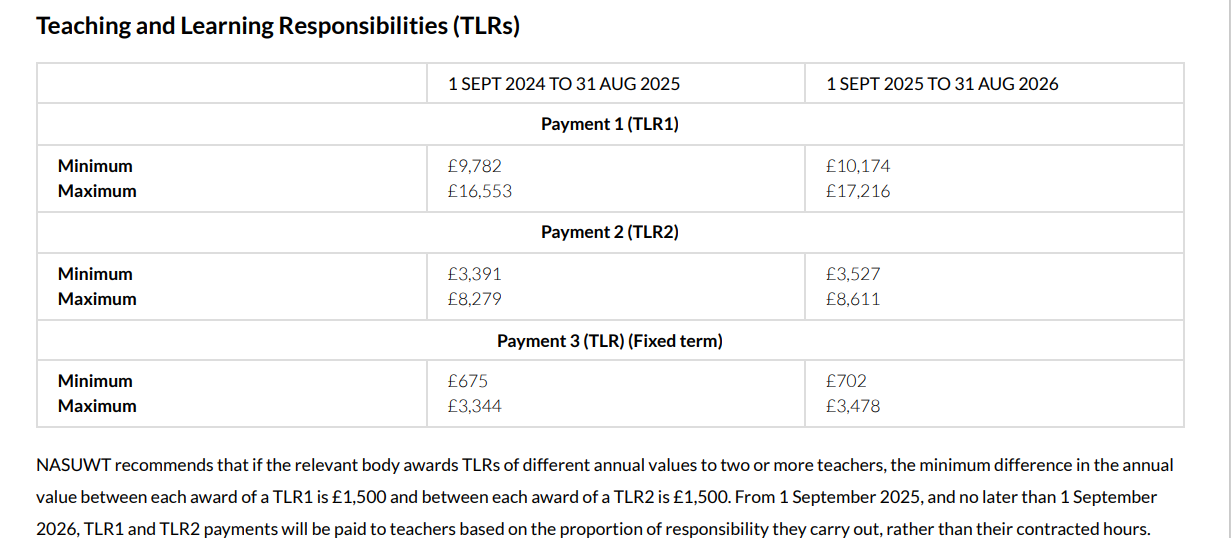 Teaching and Learning Responsibilities (TLRs)
1 SEPT 2024 TO 31 AUG 2025 1 SEPT 2025 TO 31 AUG 2026
Payment 1 (TLR1)
Minimum £9,782 £10,174
Maximum £16,553 £17,216
Payment 2 (TLR2)
Minimum £3,391 £3,527
Maximum £8,279 £8,611
Payment 3 (TLR) (Fixed term)
Minimum £675 £702
Maximum £3,344 £3,478
NASUWT recommends that if the relevant body awards TLRs of different annual values to two or more teachers, the minimum difference in the annual
value between each award of a TLR1 is £1,500 and between each award of a TLR2 is £1,500. From 1 September 2025, and no later than 1 September
2026, TLR1 and TLR2 payments will be paid to teachers based on the proportion of responsibility they carry out, rather than their contracted hours.